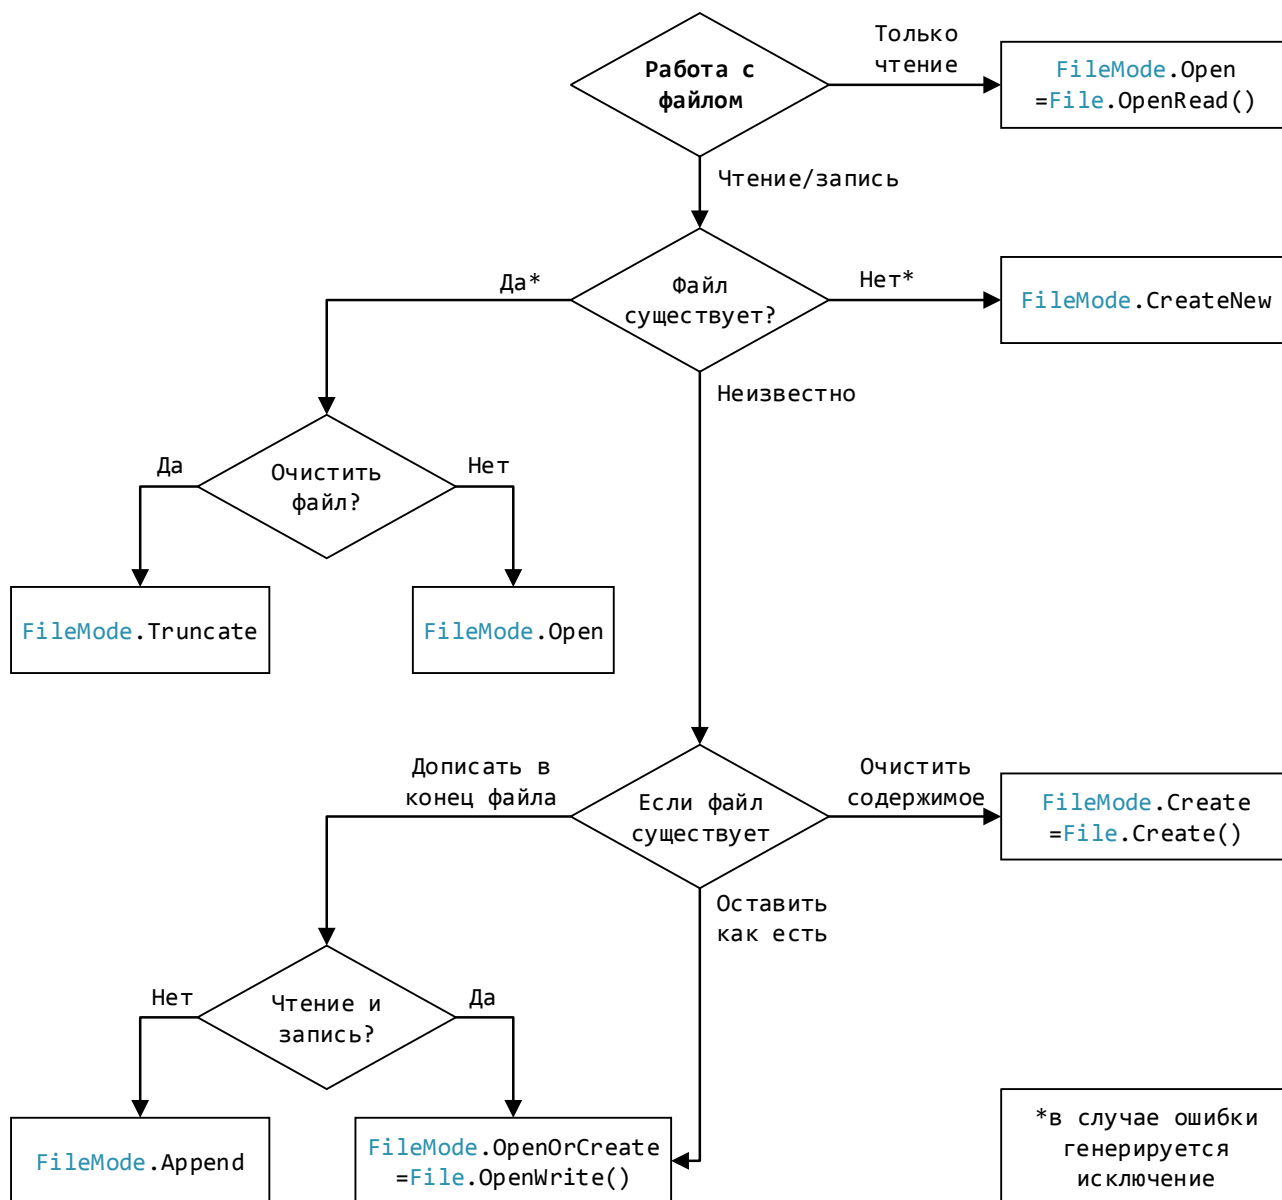 Только
чтение
Работа с
файлом
FileMode.Open
=File.OpenRead()
Чтение/запись
Да*
Файл
существует?
Нет*
FileMode.CreateNew
Неизвестно
Да
Очистить
файл?
Нет
FileMode.Truncate
FileMode.Open
Дописать в
конец файла
Если файл
существует
Очистить
содержимое
FileMode.Create
=File.Create()
Оставить
как есть
Нет
Чтение и
запись?
Да
FileMode.Append
FileMode.OpenOrCreate
=File.OpenWrite()
*в случае ошибки
генерируется
исключение